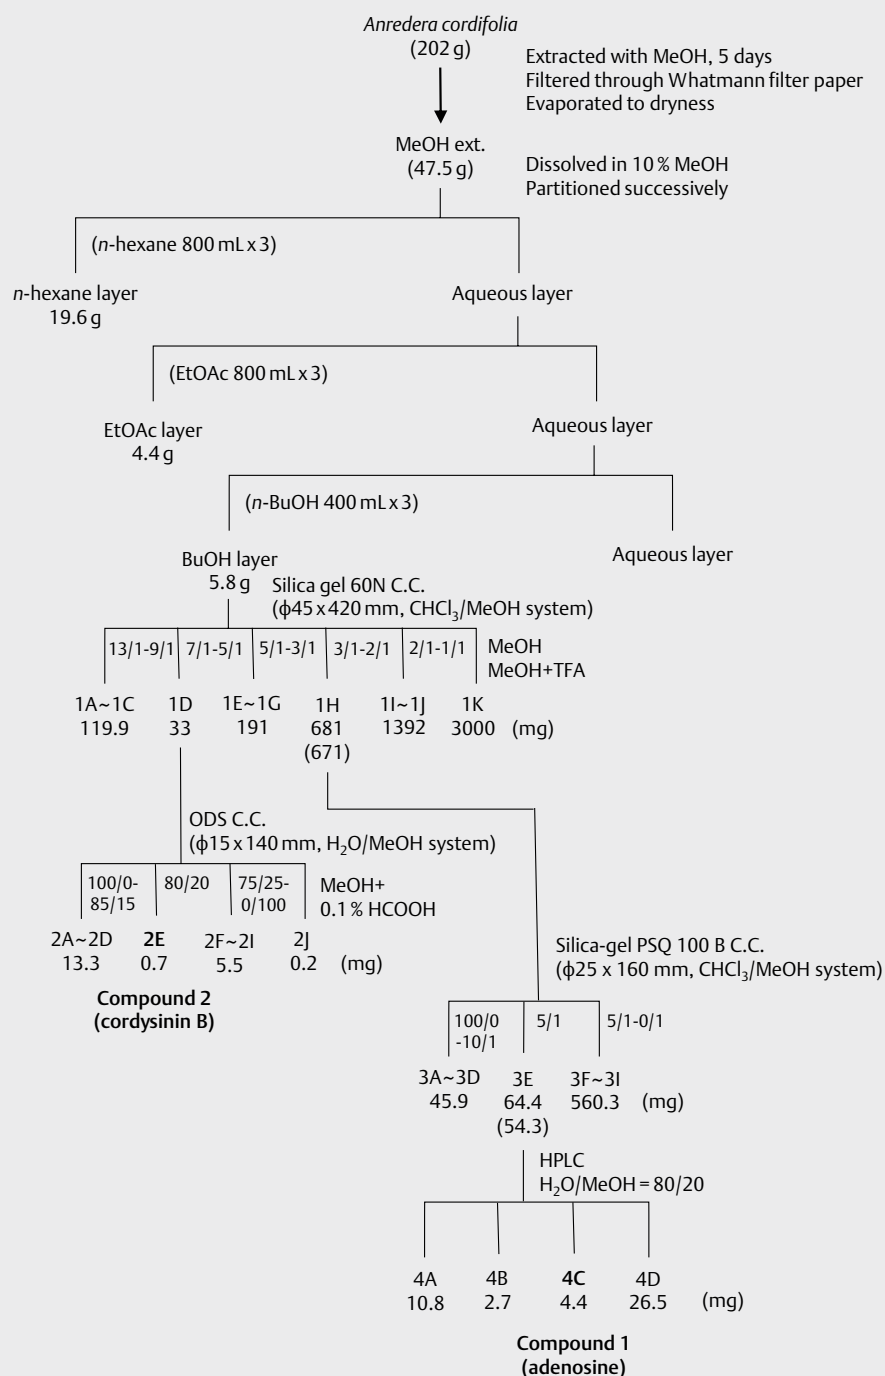 Anredera cordifolia
(202 g)
Extracted with MeOH, 5 days
Filtered through Whatmann filter paper
Evaporated to dryness
MeOH ext.
(47.5 g)
Dissolved in 10 % MeOH
Partitioned successively
(n-hexane 800 mL x 3)
n-hexane layer
19.6 g
Aqueous layer
(EtOAc 800 mL x 3)
EtOAc layer
4.4 g
Aqueous layer
(n-BuOH 400 mL x 3)
BuOH layer
5.8 g
Aqueous layer
Silica gel 60N C.C.
(ϕ45 x 420 mm, CHCl₃/MeOH system)
13/1-9/1 7/1-5/1 5/1-3/1 3/1-2/1 2/1-1/1 MeOH
MeOH+TFA
1A~1C 1D 1E~1G 1H 1I~1J 1K
119.9 33 191 681 1392 3000 (mg)
(671)
ODS C.C.
(ϕ15 x 140 mm, H₂O/MeOH system)
100/0-
85/15
80/20
75/25-
0/100
MeOH+
0.1 % HCOOH
2A~2D 2E 2F~2I 2J
13.3 0.7 5.5 0.2 (mg)
Compound 2
(cordysinin B)
Silica-gel PSQ 100 B C.C.
(ϕ25 x 160 mm, CHCl₃/MeOH system)
100/0
-10/1
5/1
5/1-0/1
3A~3D 3E 3F~3I
45.9 64.4 560.3 (mg)
(54.3)
HPLC
H₂O/MeOH = 80/20
4A 4B 4C 4D
10.8 2.7 4.4 26.5 (mg)
Compound 1
(adenosine)